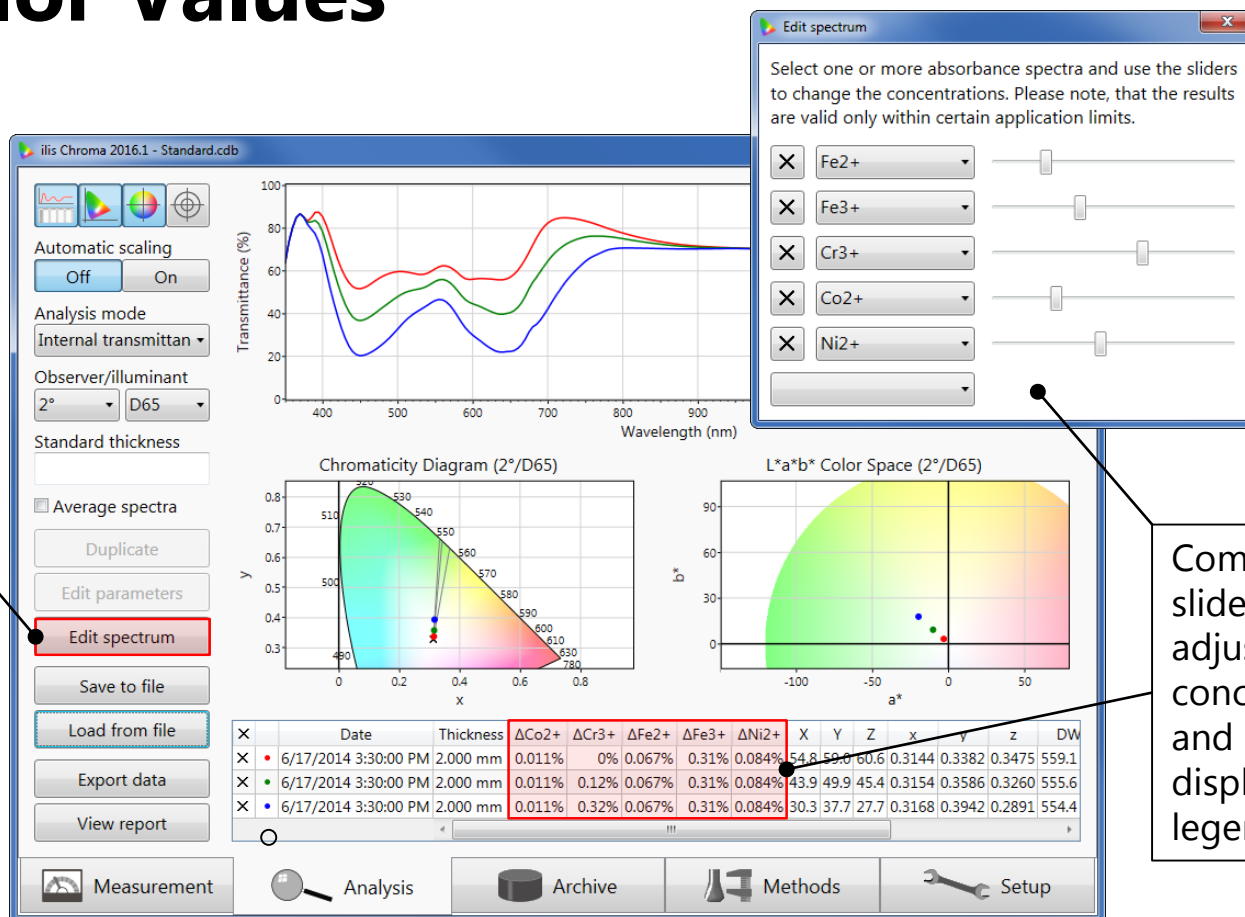 lor Values
Edit spectrum
x
Select one or more absorbance spectra and use the sliders
to change the concentrations. Please note, that the results
are valid only within certain application limits.
X Fe2+
X Fe3+
X Cr3+
X Co2+
X Ni2+
ilis Chroma 2016.1 - Standard.cdb
Automatic scaling
Off On
Analysis mode
Internal transmittan
Observer/illuminant
2° D65
Standard thickness
Average spectra
Duplicate
Edit parameters
Edit spectrum
Save to file
Load from file
Export data
View report
Transmittance (%)
100
80
60
40
20
0
400 500 600 700 800 900
Wavelength (nm)
Chromaticity Diagram (2°/D65)
y
0.8
0.7
0.6
0.5
0.4
0.3
520
530
510
540
550
560
570
500
580
590
600
610
630
780
490
0 0.2 0.4 0.6 0.8
x
L*a*b* Color Space (2°/D65)
b*
90
60
30
0
-100 -50 0 50
a*
X Date Thickness ΔCo2+ ΔCr3+ ΔFe2+ ΔFe3+ ΔNi2+ X Y Z x y z DW
X 6/17/2014 3:30:00 PM 2.000 mm 0.011% 0% 0.067% 0.31% 0.084% 54.8 59.0 60.6 0.3144 0.3382 0.3475 559.1
X 6/17/2014 3:30:00 PM 2.000 mm 0.011% 0.12% 0.067% 0.31% 0.084% 43.9 49.9 45.4 0.3154 0.3586 0.3260 555.6
X 6/17/2014 3:30:00 PM 2.000 mm 0.011% 0.32% 0.067% 0.31% 0.084% 30.3 37.7 27.7 0.3168 0.3942 0.2891 554.4
Com
slide
adjus
conc
and
displ
leger
Measurement Analysis Archive Methods Setup